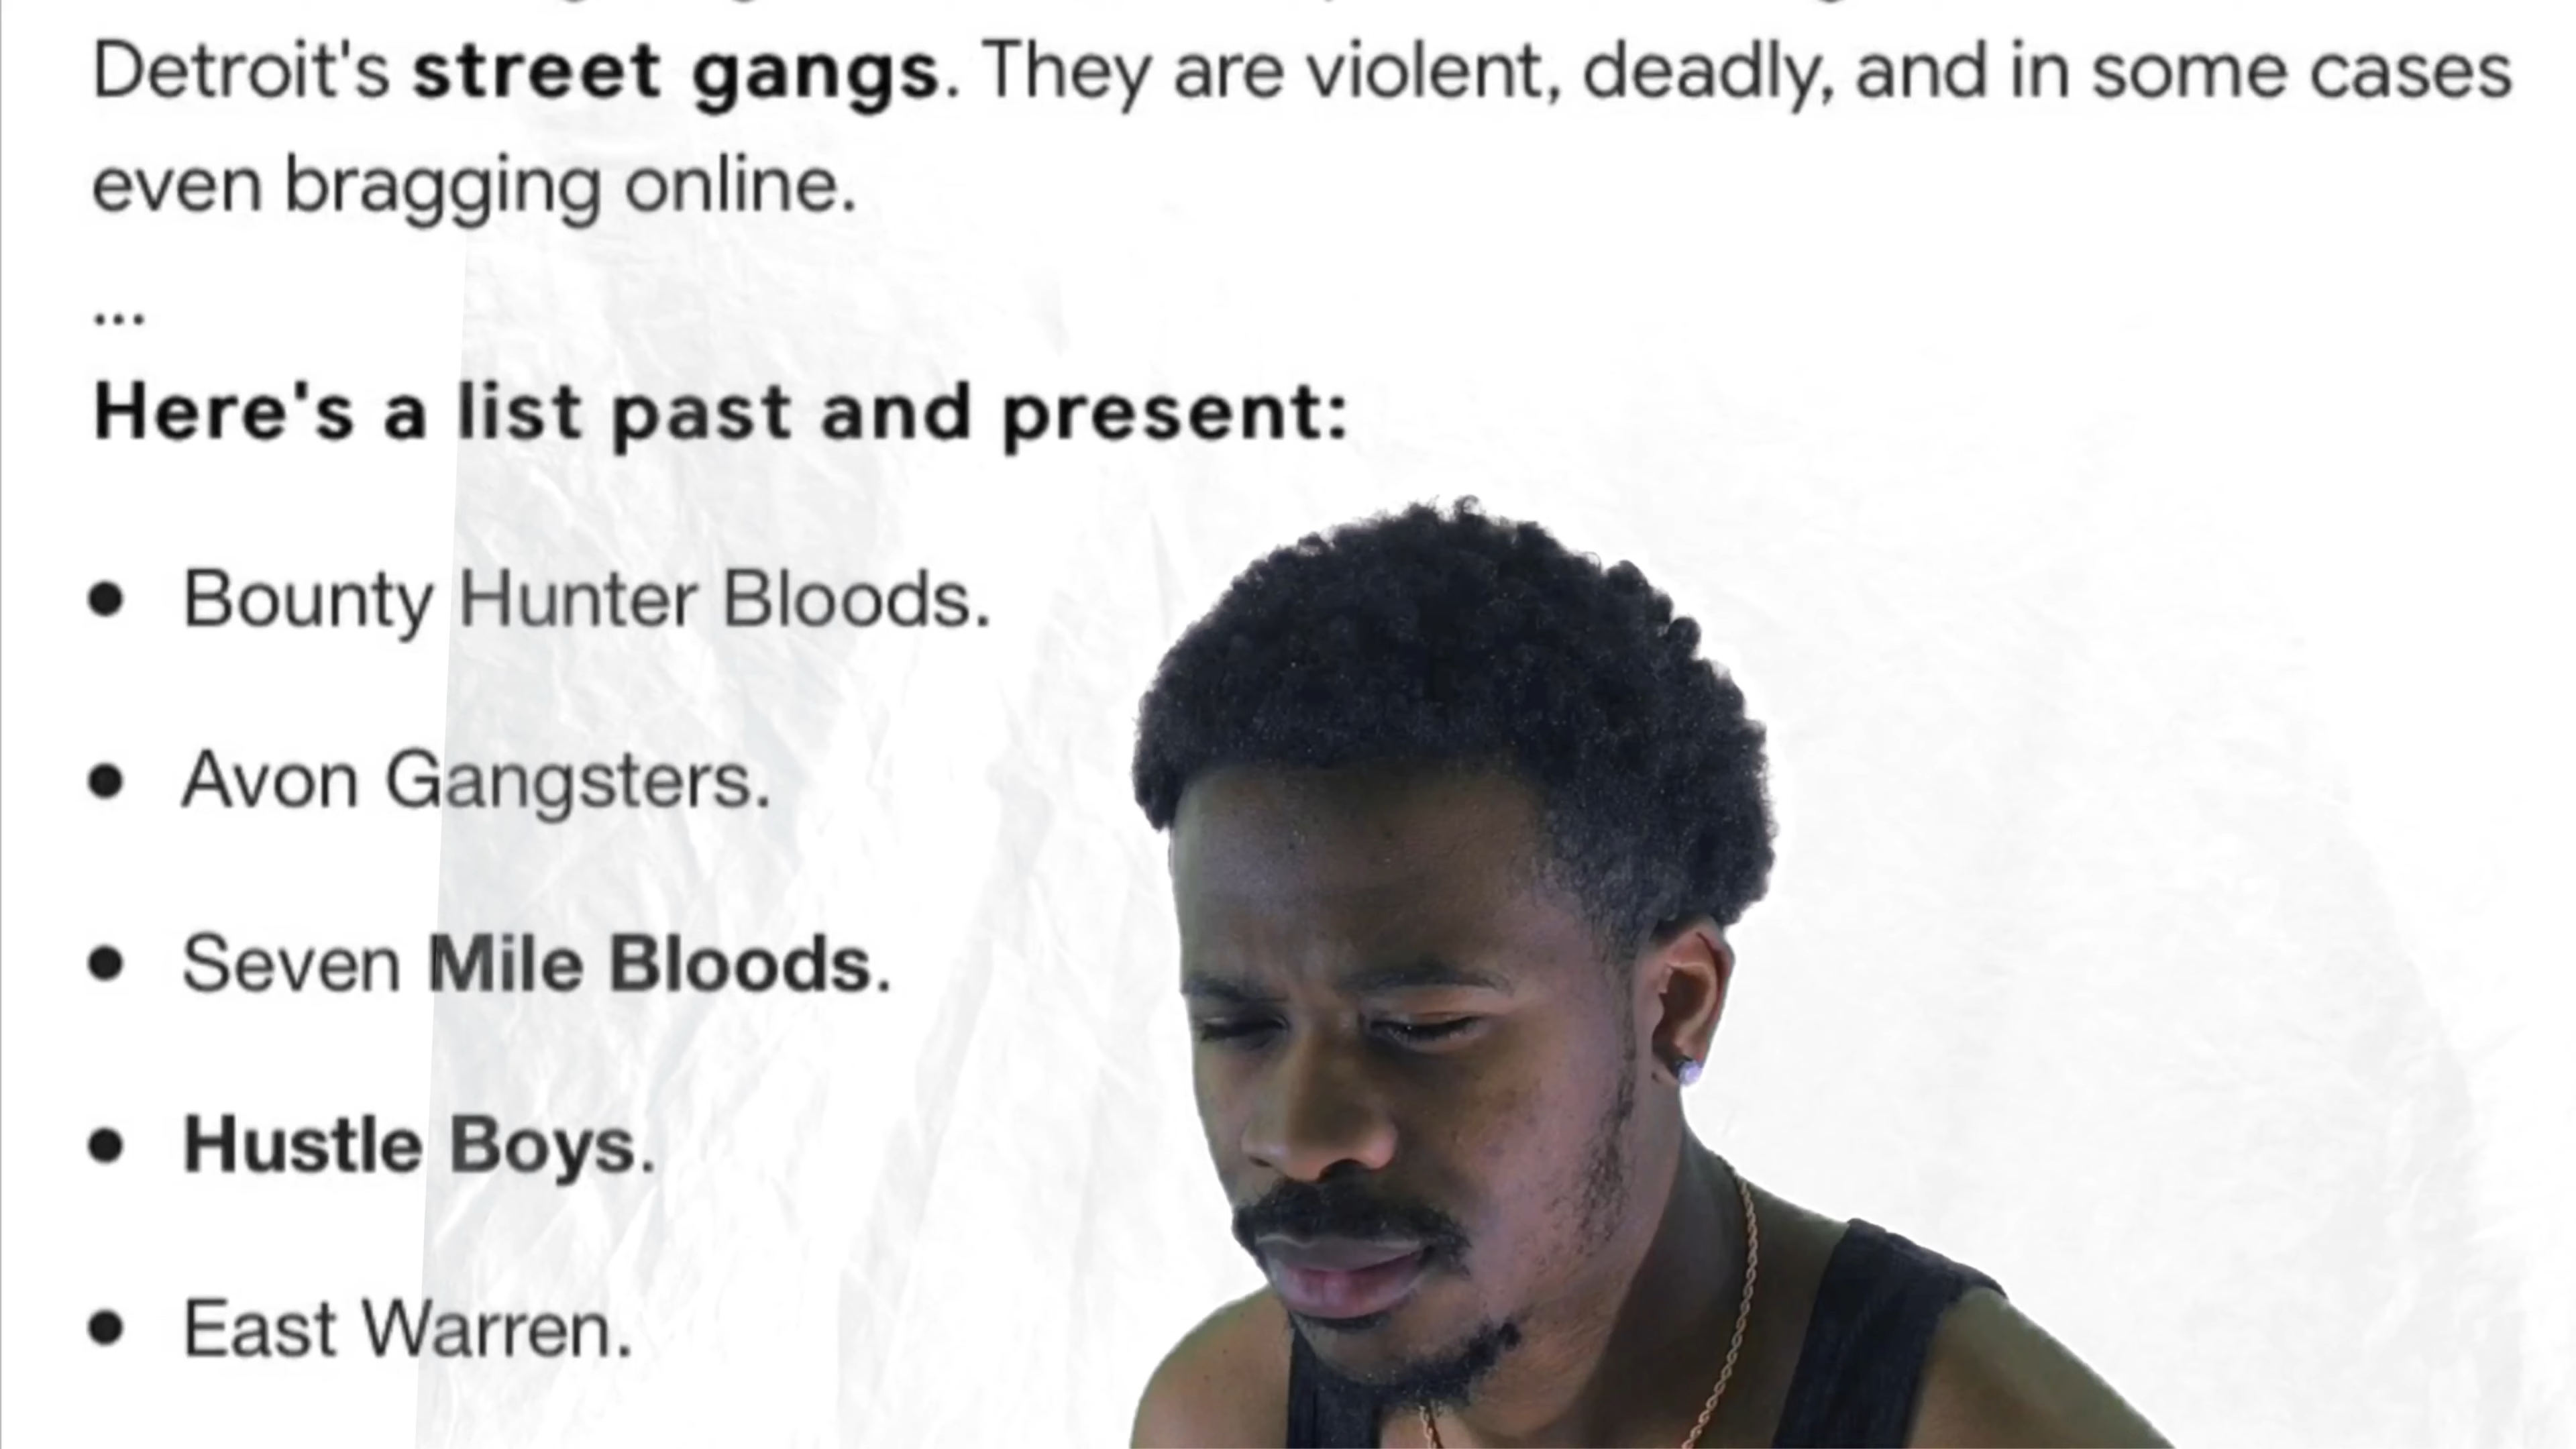 Detroit's street gangs. They are violent, deadly, and in some cases
even bragging online.
...
Here's a list past and present:
• Bounty Hunter Bloods.
• Avon Gangsters.
• Seven Mile Bloods.
• Hustle Boys.
• East Warren.